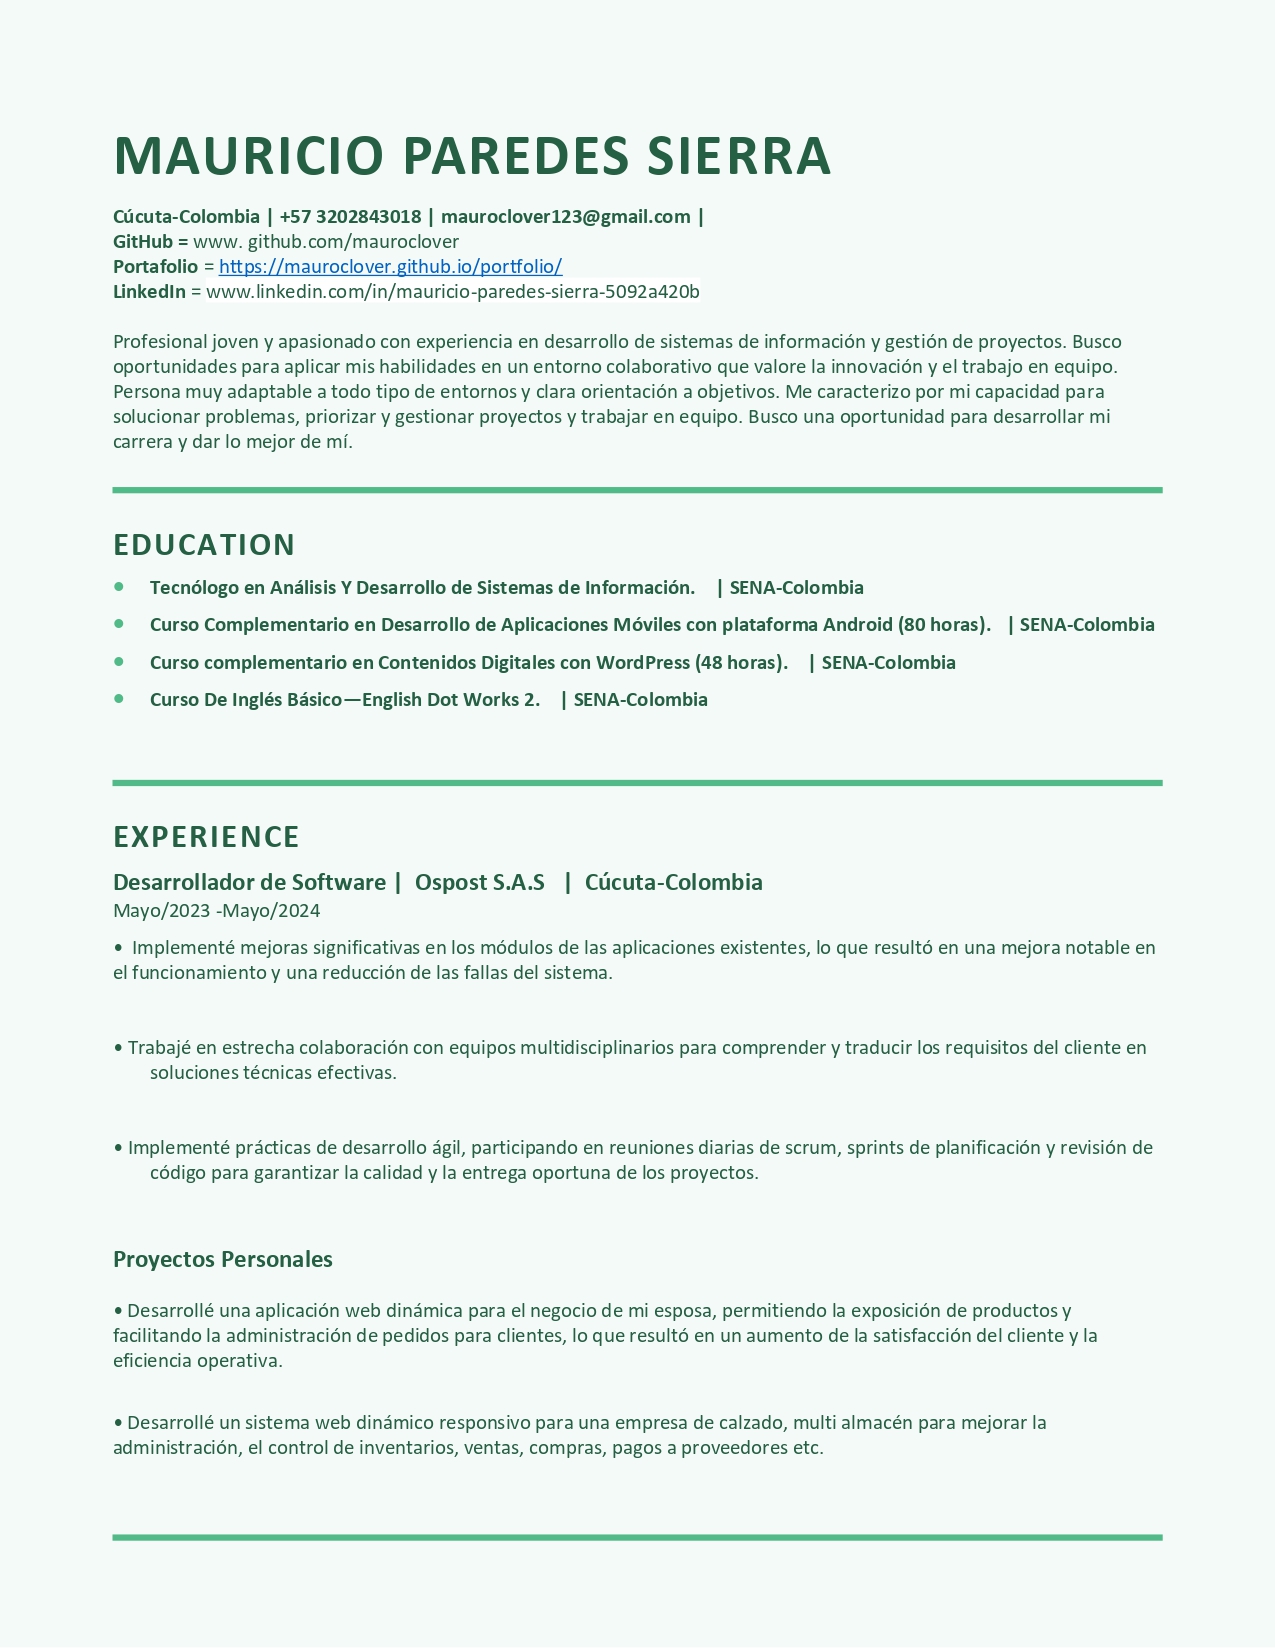 MAURICIO PAREDES SIERRA
Cúcuta-Colombia | +57 3202843018 | mauroclover123@gmail.com |
GitHub = www. github.com/mauroclover
Portafolio = https://mauroclover.github.io/portfolio/
LinkedIn = www.linkedin.com/in/mauricio-paredes-sierra-5092a420b
Profesional joven y apasionado con experiencia en desarrollo de sistemas de información y gestión de proyectos. Busco
oportunidades para aplicar mis habilidades en un entorno colaborativo que valore la innovación y el trabajo en equipo.
Persona muy adaptable a todo tipo de entornos y clara orientación a objetivos. Me caracterizo por mi capacidad para
solucionar problemas, priorizar y gestionar proyectos y trabajar en equipo. Busco una oportunidad para desarrollar mi
carrera y dar lo mejor de mí.
EDUCATION
• Tecnólogo en Análisis Y Desarrollo de Sistemas de Información. | SENA-Colombia
• Curso Complementario en Desarrollo de Aplicaciones Móviles con plataforma Android (80 horas). | SENA-Colombia
• Curso complementario en Contenidos Digitales con WordPress (48 horas). | SENA-Colombia
• Curso De Inglés Básico—English Dot Works 2. | SENA-Colombia
EXPERIENCE
Desarrollador de Software | Ospost S.A.S | Cúcuta-Colombia
Mayo/2023 -Mayo/2024
• Implementé mejoras significativas en los módulos de las aplicaciones existentes, lo que resultó en una mejora notable en
el funcionamiento y una reducción de las fallas del sistema.
• Trabajé en estrecha colaboración con equipos multidisciplinarios para comprender y traducir los requisitos del cliente en
soluciones técnicas efectivas.
• Implementé prácticas de desarrollo ágil, participando en reuniones diarias de scrum, sprints de planificación y revisión de
código para garantizar la calidad y la entrega oportuna de los proyectos.
Proyectos Personales
• Desarrollé una aplicación web dinámica para el negocio de mi esposa, permitiendo la exposición de productos y
facilitando la administración de pedidos para clientes, lo que resultó en un aumento de la satisfacción del cliente y la
eficiencia operativa.
• Desarrollé un sistema web dinámico responsivo para una empresa de calzado, multi almacén para mejorar la
administración, el control de inventarios, ventas, compras, pagos a proveedores etc.